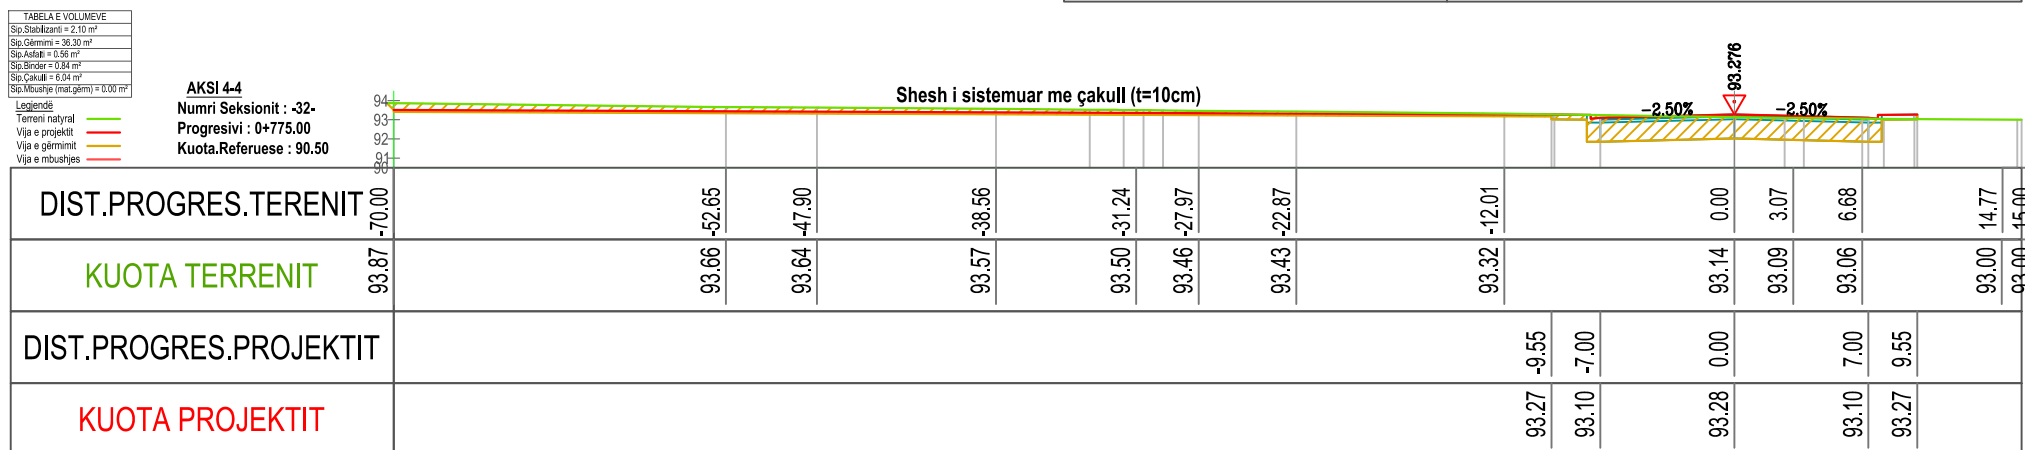 TABELA E VOLUMEVE
Sip.Stabilizanti = 2.10 m²
Sip.Gërmimi = 36.30 m²
Sip.Asfalti = 0.56 m²
Sip.Binder = 0.84 m²
Sip.Çakulli = 6.04 m²
Sip.Mbushje (mat.gërm) = 0.00 m²
Legjendë
Terreni natyral
Vija e projektit
Vija e gërmimit
Vija e mbushjes
AKSI 4-4
Numri Seksionit : -32-
Progresivi : 0+775.00
Kuota.Referuese : 90.50
94
93
92
91
90
Shesh i sistemuar me çakull (t=10cm)
93.276
-2.50% -2.50%
DIST.PROGRES.TERENIT -70.00 -52.65 -47.90 -38.56 -31.24 -27.97 -22.87 -12.01 0.00 3.07 6.68 14.77 15.00
KUOTA TERRENIT 93.87 93.66 93.64 93.57 93.50 93.46 93.43 93.32 93.14 93.09 93.06 93.00 93.00
DIST.PROGRES.PROJEKTIT -9.55 -7.00 0.00 7.00 9.55
KUOTA PROJEKTIT 93.27 93.10 93.28 93.10 93.27